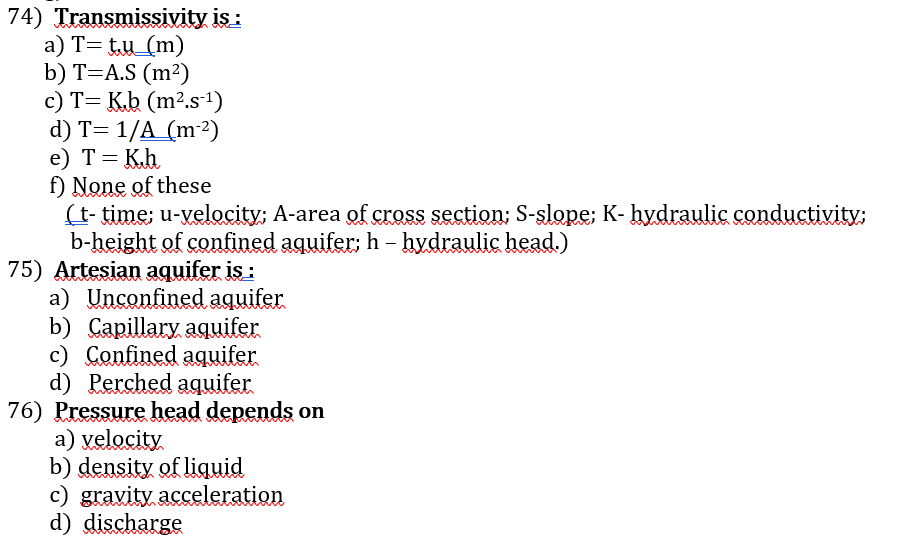 74) Transmissivity is :
a) T= t.u (m)
b) T=A.S (m²)
c) T= K.b (m².s⁻¹)
d) T= 1/A (m⁻²)
e) T = K.h
f) None of these
( t- time; u-velocity; A-area of cross section; S-slope; K- hydraulic conductivity;
b-height of confined aquifer; h – hydraulic head.)
75) Artesian aquifer is :
a) Unconfined aquifer
b) Capillary aquifer
c) Confined aquifer
d) Perched aquifer
76) Pressure head depends on
a) velocity
b) density of liquid
c) gravity acceleration
d) discharge